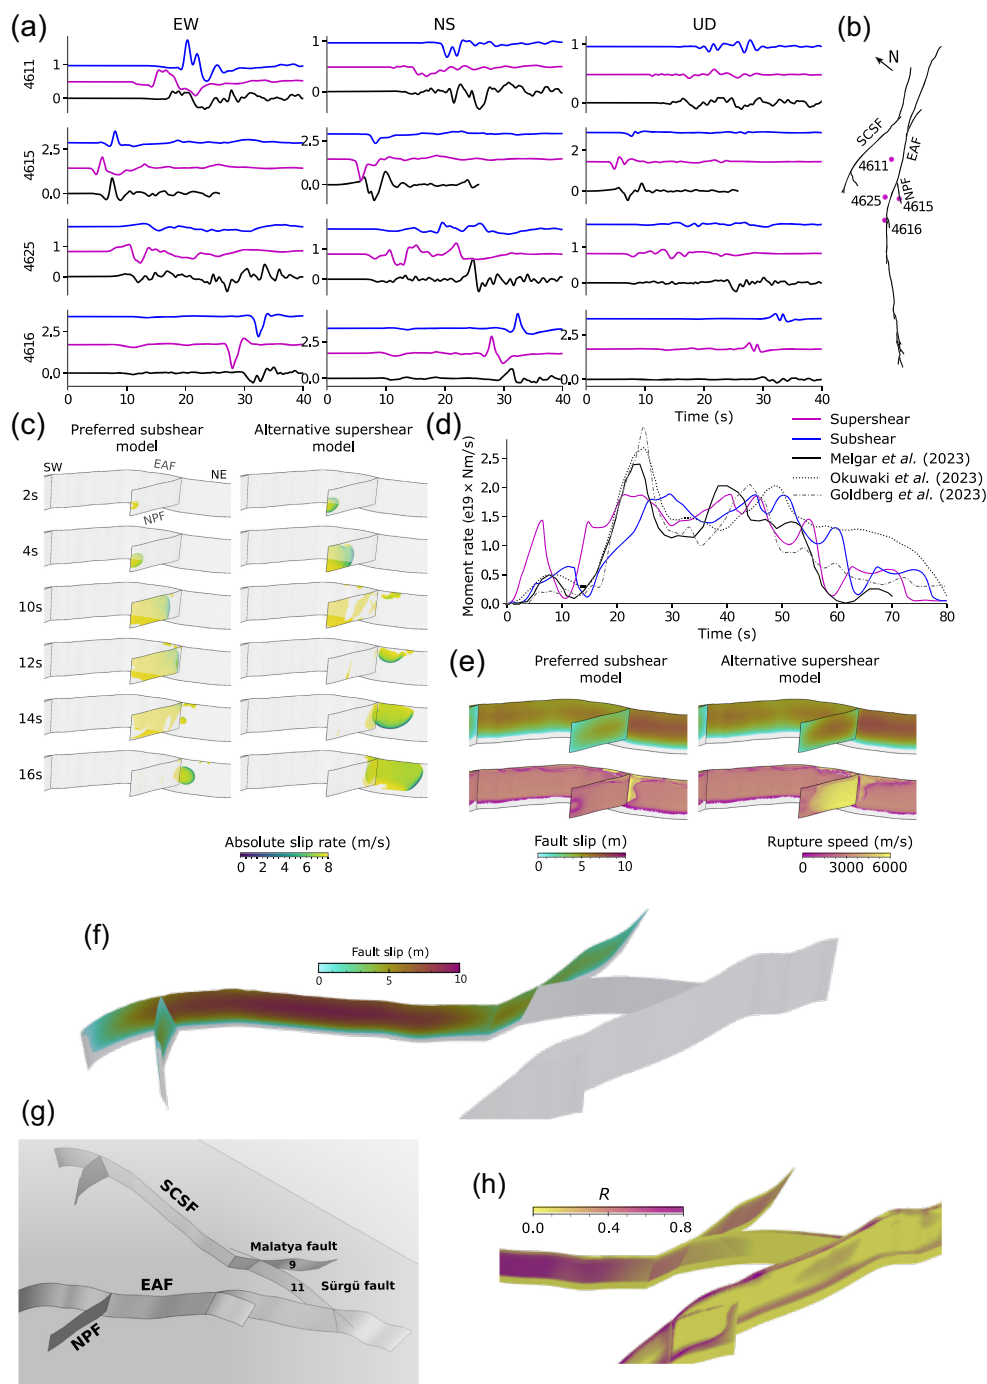 (a)
EW
NS
UD
(b)
4611
1
0
1
0
1
0
4615
2.5
0.0
2.5
0.0
2
0
4625
1
0
1
0
1
0
4616
2.5
0.0
2.5
0.0
2.5
0.0
0 10 20 30 40
0 10 20 30 40
0 10 20 30 40
Time (s)
N
SCSF
EAF
4611
NPF
4625
4615
4616
(c)
Preferred subshear model
Alternative supershear model
SW
EAF
NE
NPF
2s
4s
10s
12s
14s
16s
Absolute slip rate (m/s)
0 2 4 6 8
(d)
Supershear
Subshear
Melgar et al. (2023)
Okuwaki et al. (2023)
Goldberg et al. (2023)
Moment rate (e19 × Nm/s)
2.5
2.0
1.5
1.0
0.5
0.0
0 10 20 30 40 50 60 70 80
Time (s)
(e)
Preferred subshear model
Alternative supershear model
Fault slip (m)
0 5 10
Rupture speed (m/s)
0 3000 6000
(f)
Fault slip (m)
0 5 10
(g)
SCSF
Malatya fault
9
11
Sürgü fault
EAF
NPF
(h)
R
0.0 0.4 0.8